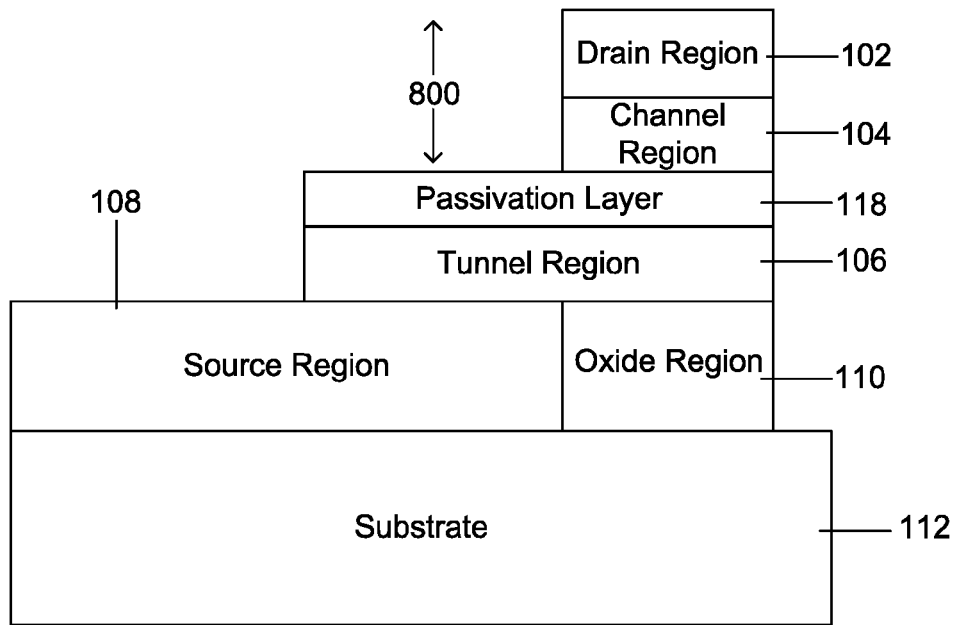 Drain Region
102
800
Channel
Region
104
108
Passivation Layer
118
Tunnel Region
106
Source Region
Oxide Region
110
Substrate
112